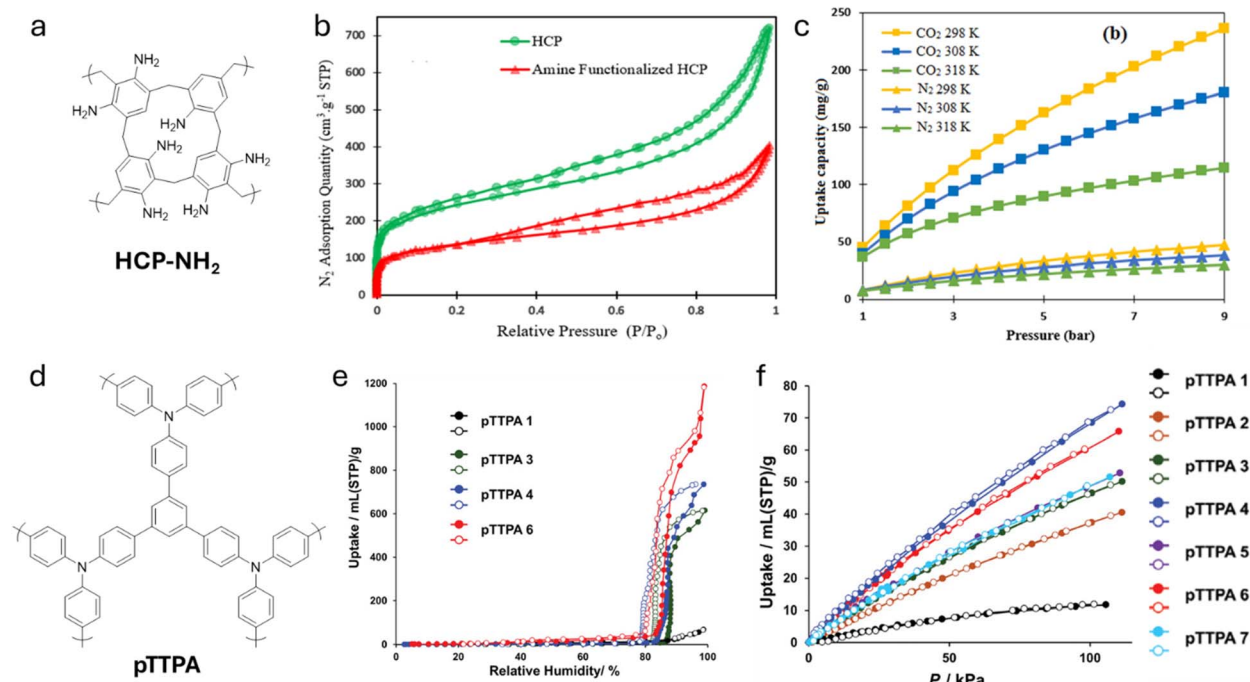 a
NH₂
NH₂
NH₂
H₂N
H₂N
NH₂
NH₂
NH₂
HCP-NH₂
b
700
600
500
400
300
200
100
0
N₂ Adsorption Quantity (cm³.g⁻¹ STP)
HCP
Amine Functionalized HCP
0
0.2
0.4
0.6
0.8
1
Relative Pressure (P/Pₒ)
c
(b)
250
200
150
100
50
0
Uptake capacity (mg/g)
CO₂ 298 K
CO₂ 308 K
CO₂ 318 K
N₂ 298 K
N₂ 308 K
N₂ 318 K
1
3
5
7
9
Pressure (bar)
d
N
N
N
pTTPA
e
1200
1000
800
600
400
200
0
Uptake / mL(STP)/g
pTTPA 1
pTTPA 3
pTTPA 4
pTTPA 6
0
20
40
60
80
100
Relative Humidity/ %
f
80
70
60
50
40
30
20
10
0
Uptake / mL(STP)/g
0
50
100
P / kPa
pTTPA 1
pTTPA 2
pTTPA 3
pTTPA 4
pTTPA 5
pTTPA 6
pTTPA 7